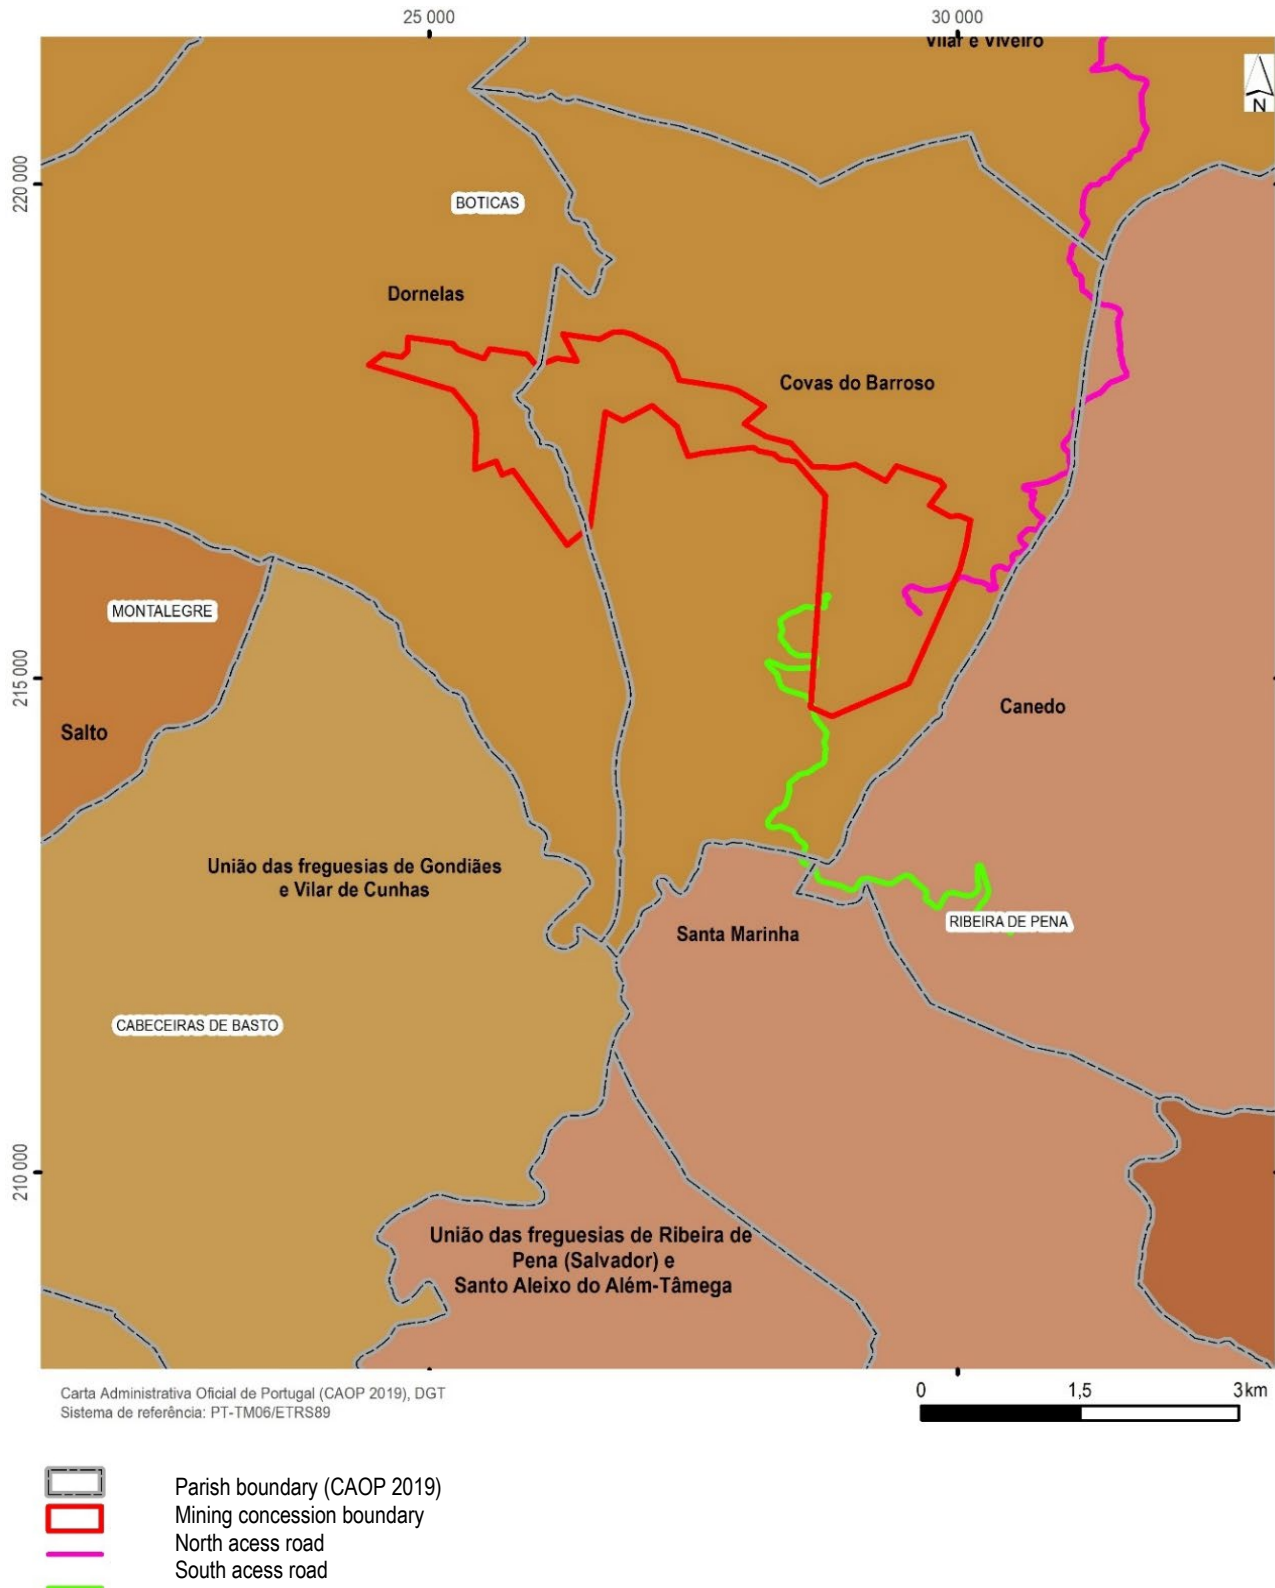 25 000
30 000
Vilar e Viveiro
N
220 000
BOTICAS
Dornelas
Covas do Barroso
MONTALEGRE
215 000
Canedo
Salto
União das freguesias de Gondiães
e Vilar de Cunhas
Santa Marinha
RIBEIRA DE PENA
CABECEIRAS DE BASTO
210 000
União das freguesias de Ribeira de
Pena (Salvador) e
Santo Aleixo do Além-Tâmega
Carta Administrativa Oficial de Portugal (CAOP 2019), DGT
Sistema de referência: PT-TM06/ETRS89
0 1,5 3km
Parish boundary (CAOP 2019)
Mining concession boundary
North acess road
South acess road